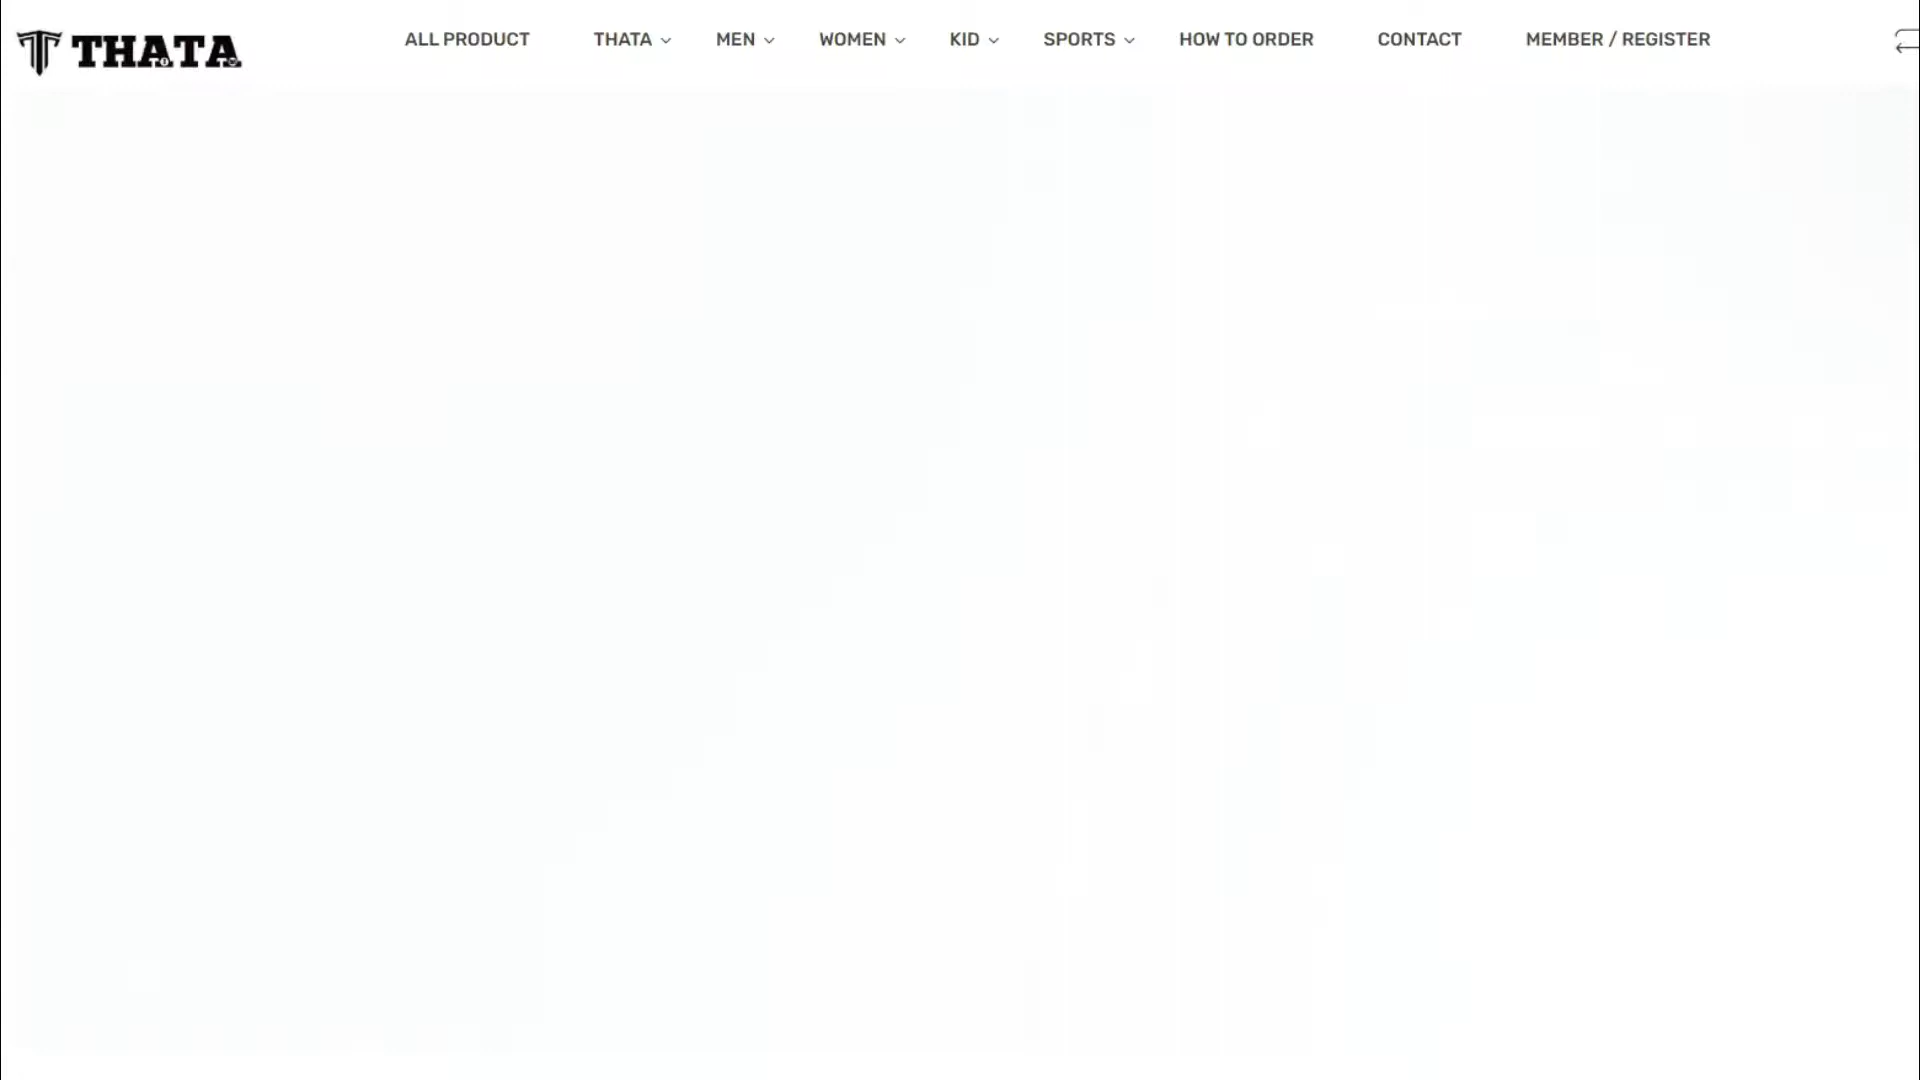 THATA
ALL PRODUCT
THATA
MEN
WOMEN
KID
SPORTS
HOW TO ORDER
CONTACT
MEMBER / REGISTER